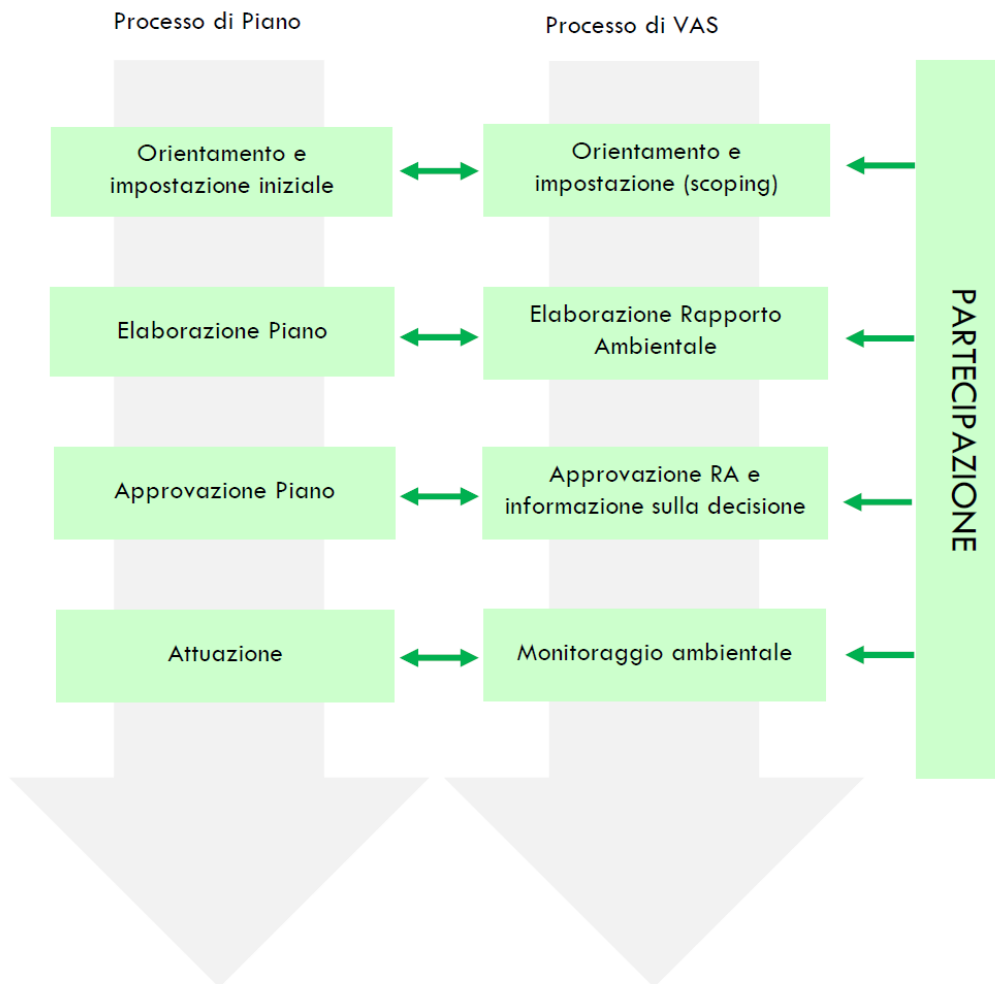 Processo di Piano
Processo di VAS
Orientamento e
impostazione iniziale
Orientamento e
impostazione (scoping)
Elaborazione Piano
Elaborazione Rapporto
Ambientale
Approvazione Piano
Approvazione RA e
informazione sulla decisione
Attuazione
Monitoraggio ambientale
PARTECIPAZIONE